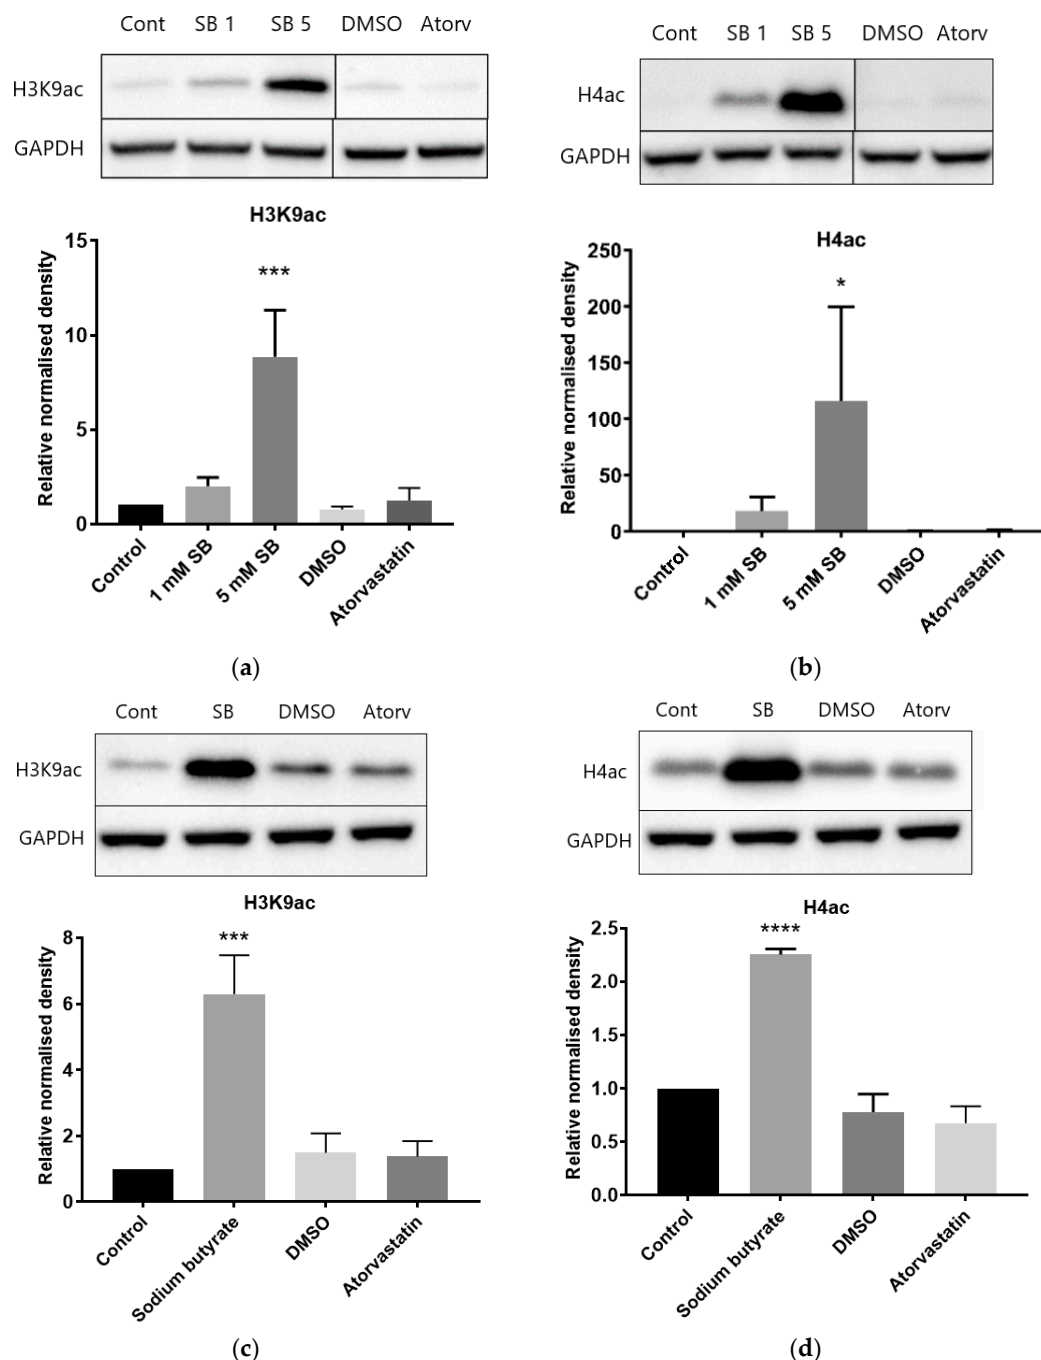 Cont SB 1 SB 5 DMSO Atorv
H3K9ac
GAPDH
H3K9ac
Relative normalised density
15
10
5
0
***
Control
1 mM SB
5 mM SB
DMSO
Atorvastatin
(a)
Cont SB 1 SB 5 DMSO Atorv
H4ac
GAPDH
H4ac
Relative normalised density
250
200
150
100
50
0
*
Control
1 mM SB
5 mM SB
DMSO
Atorvastatin
(b)
Cont SB DMSO Atorv
H3K9ac
GAPDH
H3K9ac
Relative normalised density
8
6
4
2
0
***
Control
Sodium butyrate
DMSO
Atorvastatin
(c)
Cont SB DMSO Atorv
H4ac
GAPDH
H4ac
Relative normalised density
2.5
2.0
1.5
1.0
0.5
0.0
****
Control
Sodium butyrate
DMSO
Atorvastatin
(d)